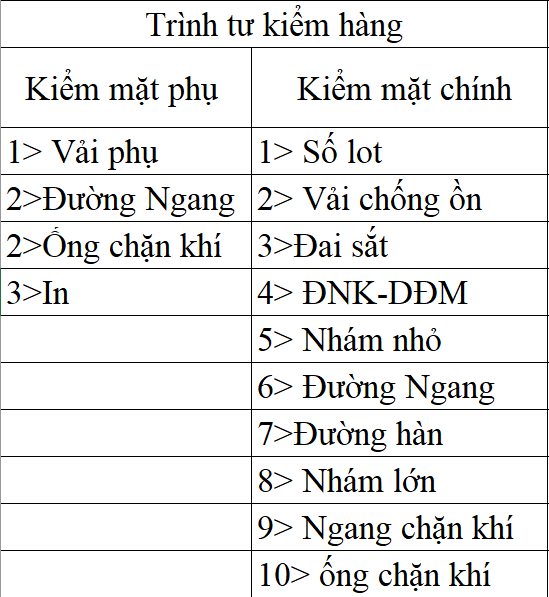 Trình tư kiểm hàng
Kiểm mặt phụ Kiểm mặt chính
1> Vải phụ 1> Số lot
2>Đường Ngang 2> Vải chống ồn
2>Ống chặn khí 3>Đai sắt
3>In 4> ĐNK-DĐM
5> Nhám nhỏ
6> Đường Ngang
7>Đường hàn
8> Nhám lớn
9> Ngang chặn khí
10> ống chặn khí